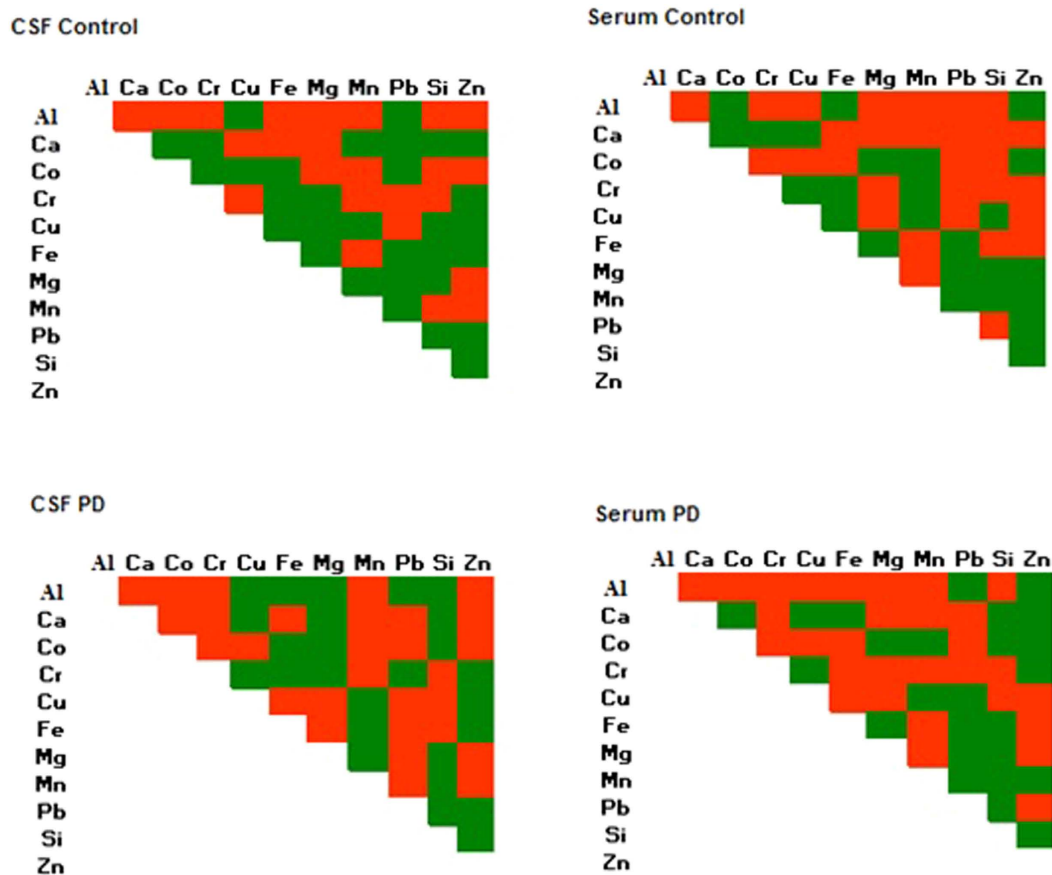 CSF Control
Al Ca Co Cr Cu Fe Mg Mn Pb Si Zn
Al
Ca
Co
Cr
Cu
Fe
Mg
Mn
Pb
Si
Zn
Serum Control
Al Ca Co Cr Cu Fe Mg Mn Pb Si Zn
Al
Ca
Co
Cr
Cu
Fe
Mg
Mn
Pb
Si
Zn
CSF PD
Al Ca Co Cr Cu Fe Mg Mn Pb Si Zn
Al
Ca
Co
Cr
Cu
Fe
Mg
Mn
Pb
Si
Zn
Serum PD
Al Ca Co Cr Cu Fe Mg Mn Pb Si Zn
Al
Ca
Co
Cr
Cu
Fe
Mg
Mn
Pb
Si
Zn